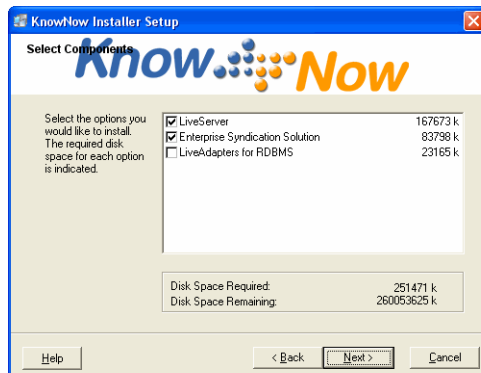 KnowNow Installer Setup
Select Components
Know Now
Select the options you
would like to install.
The required disk
space for each option
is indicated.
LiveServer 167673 k
Enterprise Syndication Solution 83798 k
LiveAdapters for RDBMS 23165 k
Disk Space Required: 251471 k
Disk Space Remaining: 260053625 k
Help
< Back
Next >
Cancel